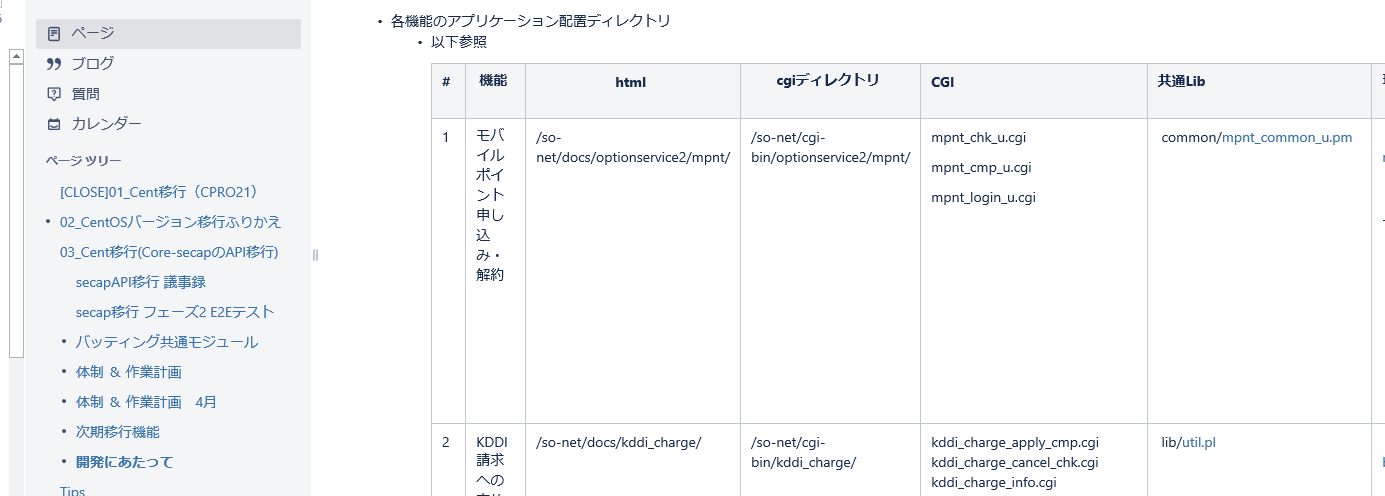 ページ
ブログ
質問
カレンダー
ページ ツリー
[CLOSE]01_Cent移行（CPRO21）
02_CentOSバージョン移行ふりかえ
03_Cent移行(Core-secapのAPI移行)
secapAPI移行 議事録
secap移行 フェーズ2 E2Eテスト
バッティング共通モジュール
体制 ＆ 作業計画
体制 ＆ 作業計画　4月
次期移行機能
開発にあたって
Tips
各機能のアプリケーション配置ディレクトリ
以下参照
# 機能 html cgiディレクトリ CGI 共通Lib
1
モバ
イル
ポイ
ント
申し
込
み・
解約
/so-
net/docs/optionservice2/mpnt/
/so-net/cgi-
bin/optionservice2/mpnt/
mpnt_chk_u.cgi
mpnt_cmp_u.cgi
mpnt_login_u.cgi
common/mpnt_common_u.pm
2
KDDI
請求
への
/so-net/docs/kddi_charge/
/so-net/cgi-
bin/kddi_charge/
kddi_charge_apply_cmp.cgi
kddi_charge_cancel_chk.cgi
kddi_charge_info.cgi
lib/util.pl